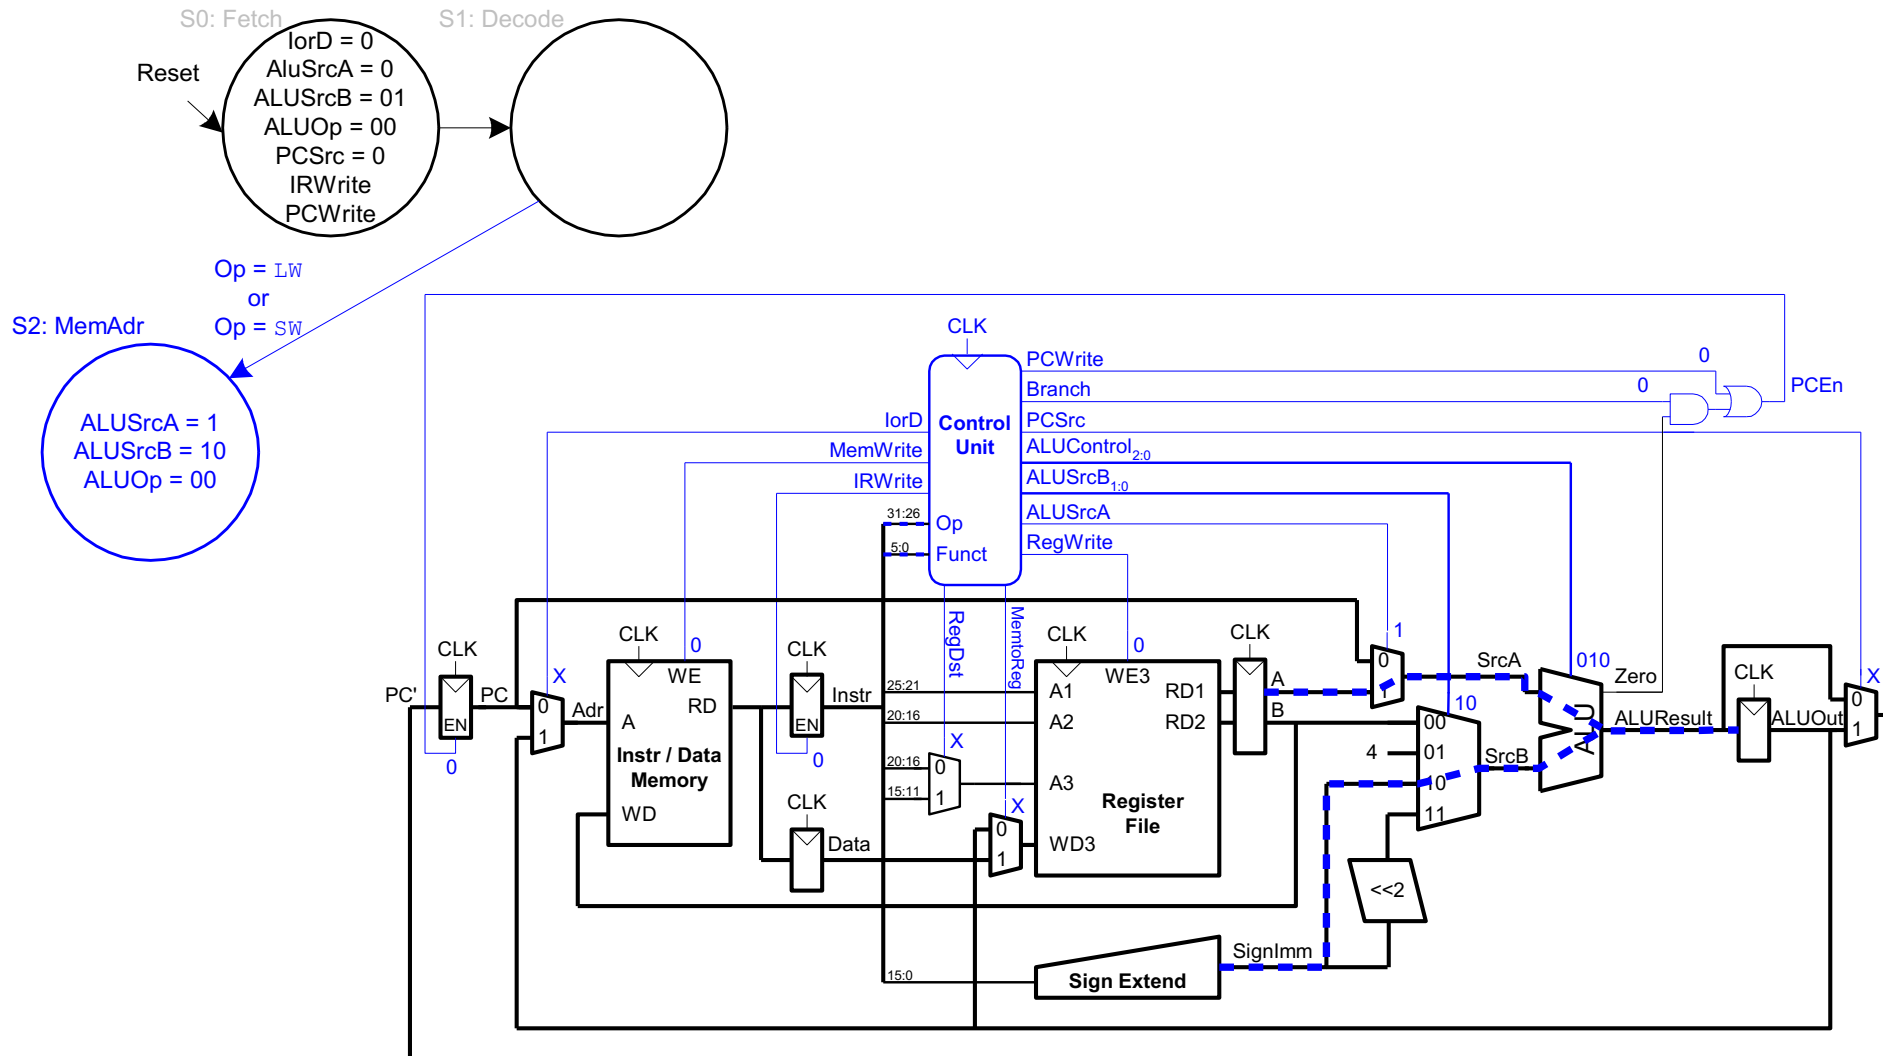 S0: Fetch
S1: Decode
Reset
IorD = 0
AluSrcA = 0
ALUSrcB = 01
ALUOp = 00
PCSrc = 0
IRWrite
PCWrite
Op = LW
or
Op = SW
S2: MemAdr
ALUSrcA = 1
ALUSrcB = 10
ALUOp = 00
CLK
PCWrite
0
Branch
0
PCEn
IorD
Control
Unit
PCSrc
MemWrite
ALUControl2:0
IRWrite
ALUSrcB1:0
31:26
Op
ALUSrcA
5:0
Funct
RegWrite
RegDst
MemtoReg
CLK
CLK
CLK
CLK
CLK
CLK
X
0
0
1
10
010
X
PC'
PC
EN
0
0
1
Adr
A
WE
RD
Instr / Data
Memory
WD
EN
0
Instr
25:21
20:16
20:16
15:11
X
0
1
CLK
Data
X
0
1
A1
A2
A3
WD3
WE3
RD1
RD2
Register
File
A
B
0
1
SrcA
00
01
10
11
4
SrcB
<<2
ALU
Zero
ALUResult
ALUOut
0
1
15:0
Sign Extend
SignImm